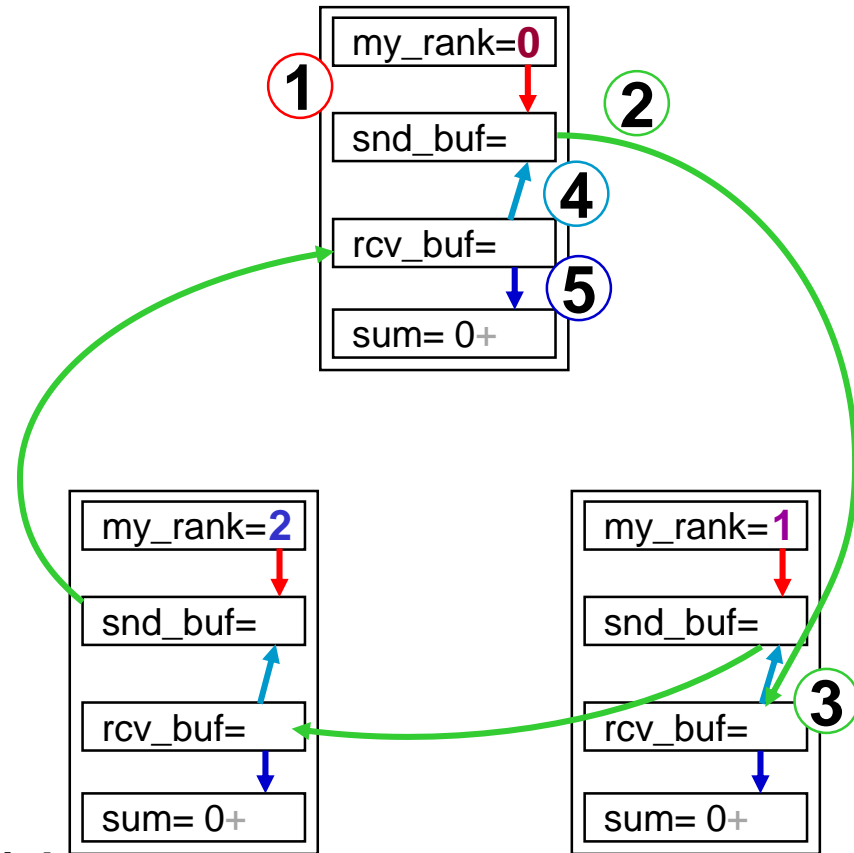 my_rank=0
1
2
snd_buf=
4
rcv_buf=
5
sum= 0+
my_rank=2
snd_buf=
rcv_buf=
sum= 0+
my_rank=1
snd_buf=
3
rcv_buf=
sum= 0+